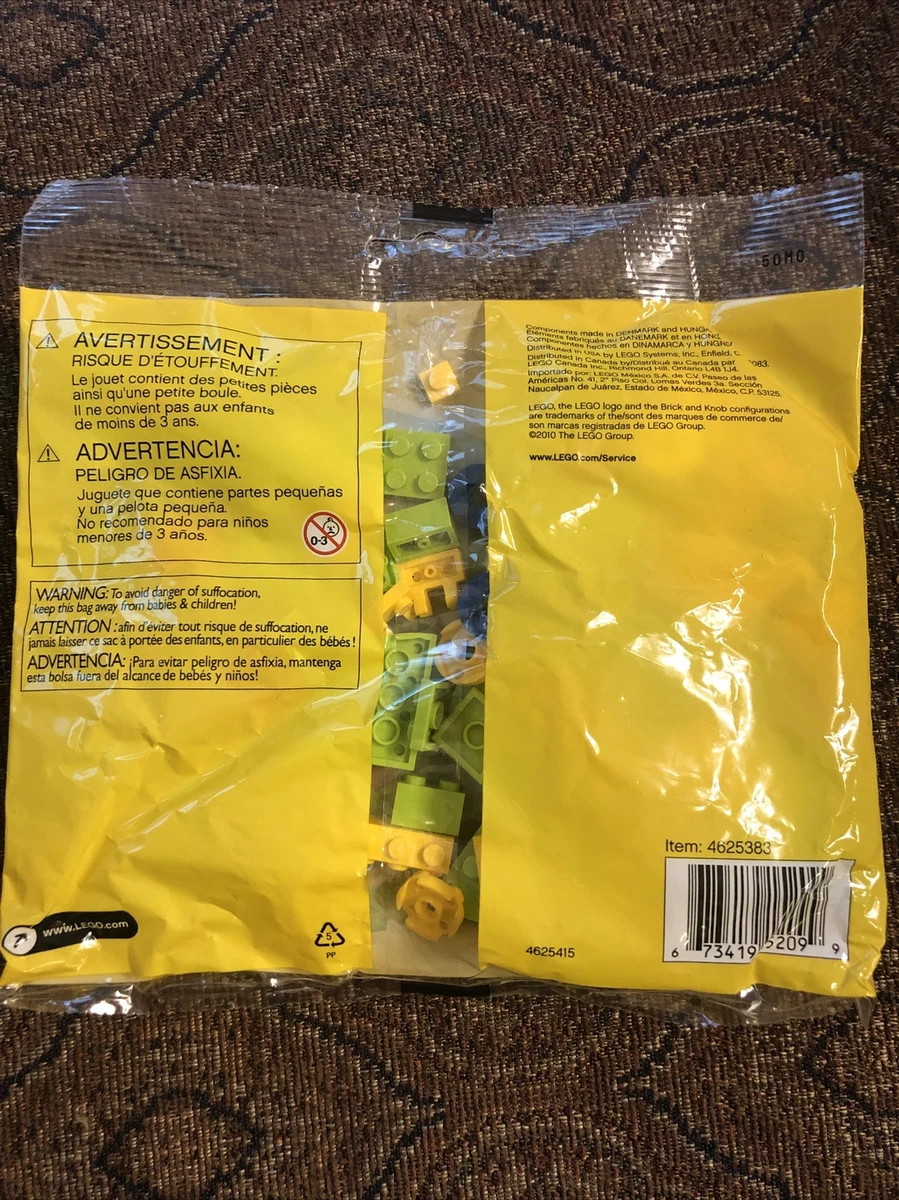 50M0
AVERTISSEMENT :
RISQUE D'ÉTOUFFEMENT.
Le jouet contient des petites pièces
ainsi qu'une petite boule.
Il ne convient pas aux enfants
de moins de 3 ans.
ADVERTENCIA:
PELIGRO DE ASFIXIA.
Juguete que contiene partes pequeñas
y una pelota pequeña.
No recomendado para niños
menores de 3 años.
0-3
WARNING: To avoid danger of suffocation,
keep this bag away from babies & children!
ATTENTION : afin d'éviter tout risque de suffocation, ne
jamais laisser ce sac à portée des enfants, en particulier des bébés !
ADVERTENCIA: ¡Para evitar peligro de asfixia, mantenga
esta bolsa fuera del alcance de bebés y niños!
www.LEGO.com
5
PP
Components made in DENMARK and
Éléments fabriqués au DANEMARK et en
Componentes hechos en DINAMARCA y
Distributed in USA by LEGO Systems, Inc., Enfield,
Distributed in Canada by/Distribué au Canada par
LEGO Canada Inc., Richmond Hill, Ontario L4B 1J4.
Importado por: LEGO México S.A. de C.V. Paseo de las
Américas No. 41, 2° Piso Col. Lomas Verdes 3a. Sección
Naucalpan de Juárez, Estado de México, México, C.P. 53125.
LEGO, the LEGO logo and the Brick and Knob configurations
are trademarks of the/sont des marques de commerce de/
son marcas registradas de LEGO Group.
©2010 The LEGO Group.
www.LEGO.com/Service
Item: 4625383
6 73419 5209 9
4625415